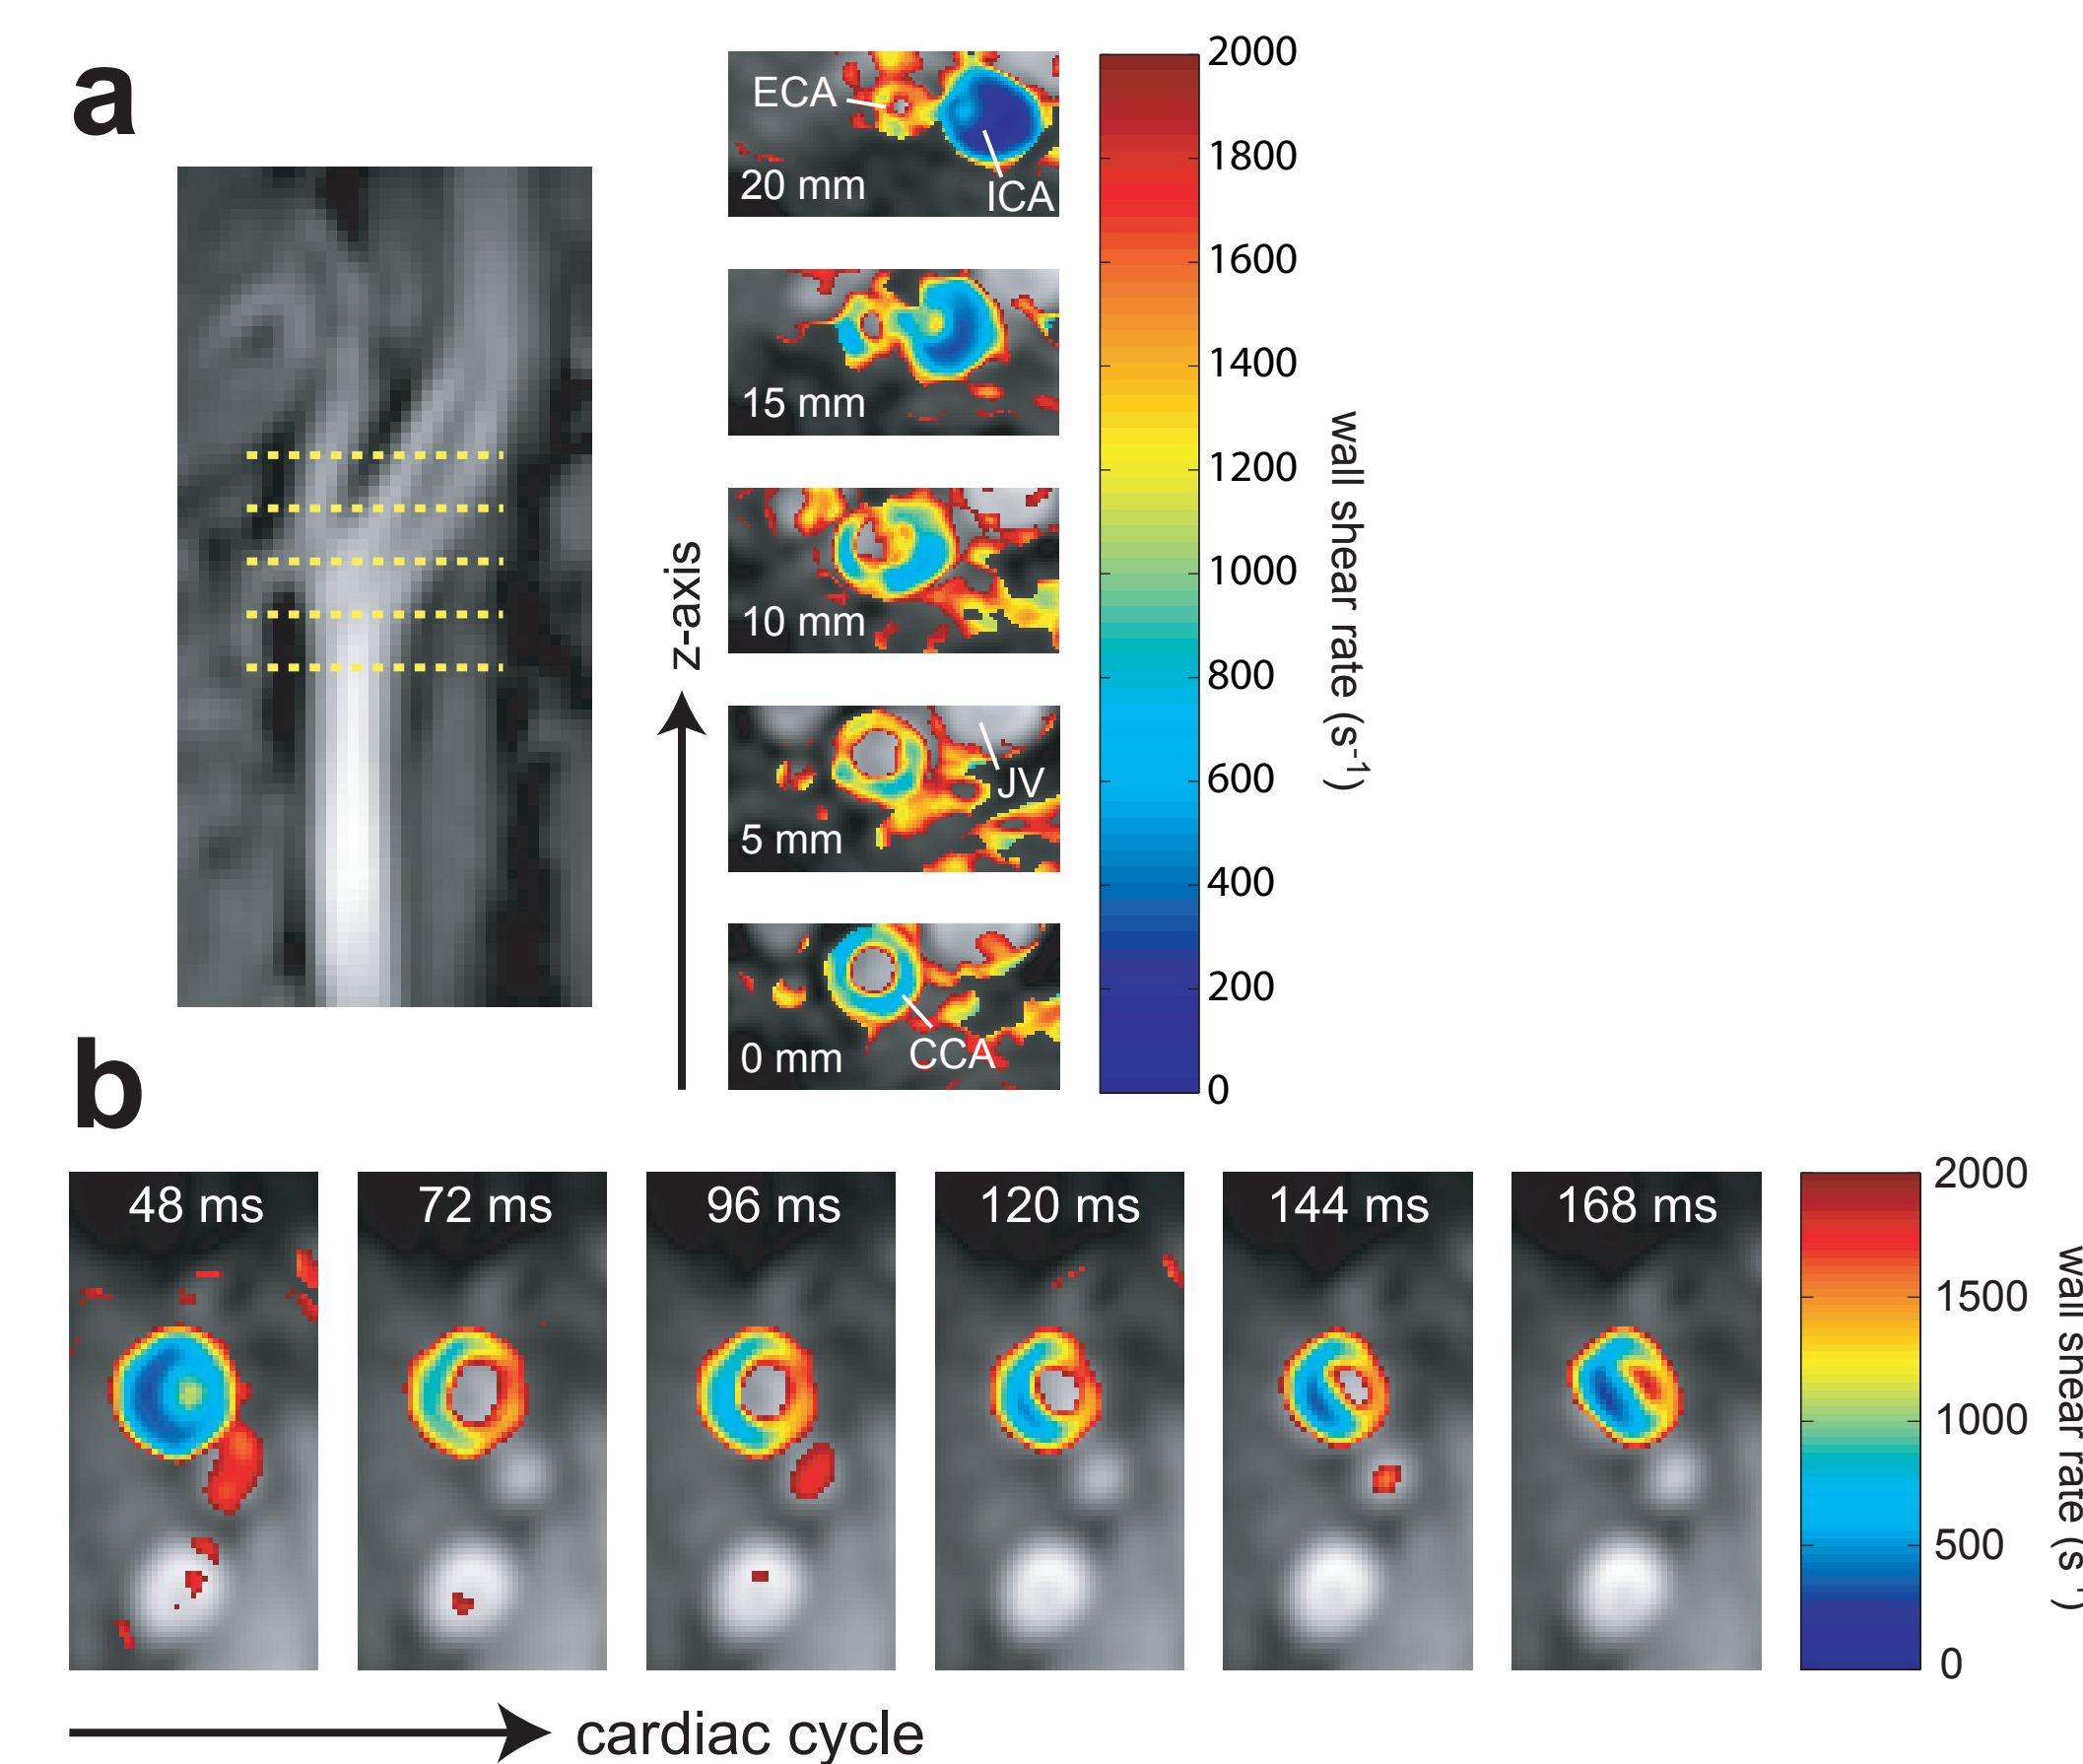 a
ECA
ICA
20 mm
15 mm
10 mm
JV
5 mm
CCA
0 mm
z-axis
2000
1800
1600
1400
1200
1000
800
600
400
200
0
wall shear rate (s-1)
b
48 ms
72 ms
96 ms
120 ms
144 ms
168 ms
2000
1500
1000
500
0
wall shear rate (s-1)
cardiac cycle